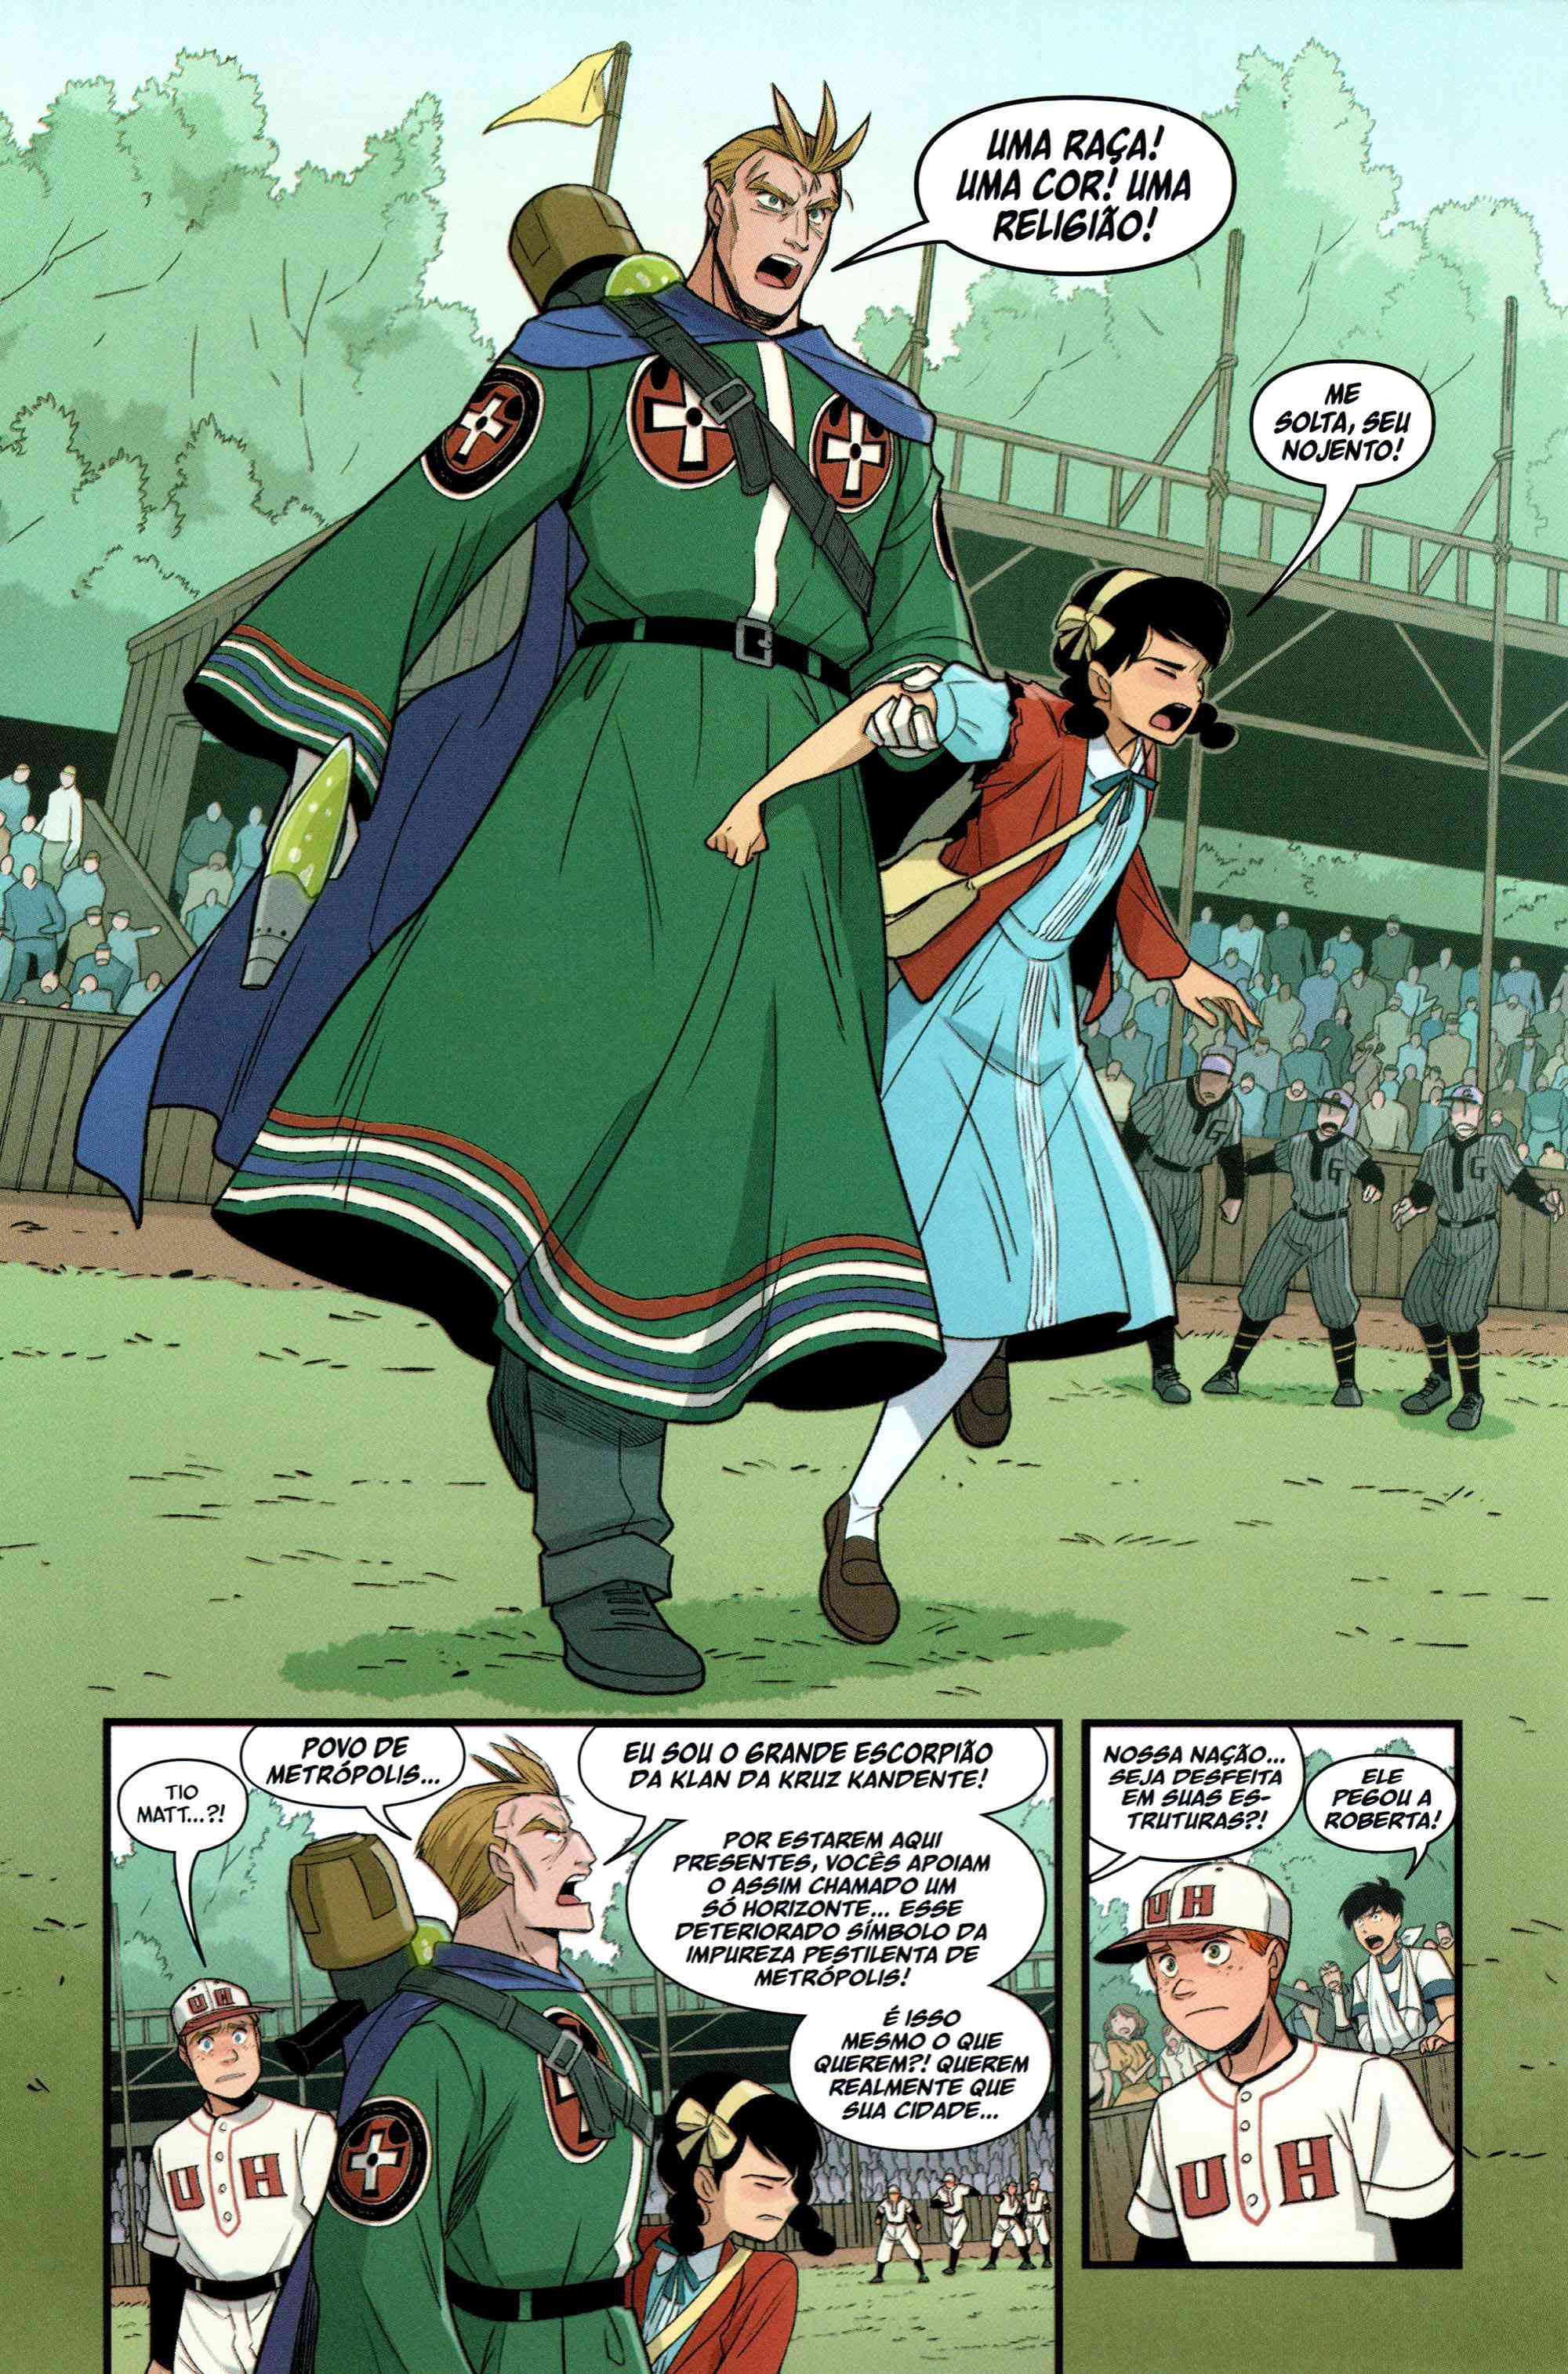 UMA RAÇA!
UMA COR! UMA
RELIGIÃO!
ME
SOLTA, SEU
NOJENTO!
G
G
G
TIO
MATT...?!
POVO DE
METRÓPOLIS...
EU SOU O GRANDE ESCORPIÃO
DA KLAN DA KRUZ KANDENTE!
POR ESTAREM AQUI
PRESENTES, VOCÊS APOIAM
O ASSIM CHAMADO UM
SÓ HORIZONTE... ESSE
DETERIORADO SÍMBOLO DA
IMPUREZA PESTILENTA DE
METRÓPOLIS!
É ISSO
MESMO O QUE
QUEREM?! QUEREM
REALMENTE QUE
SUA CIDADE...
UH
U H
NOSSA NAÇÃO...
SEJA DESFEITA
EM SUAS ES-
TRUTURAS?!
ELE
PEGOU A
ROBERTA!
UH
U H